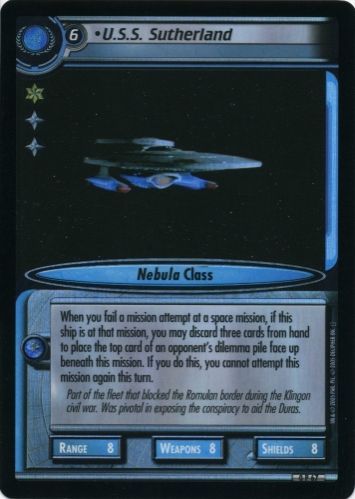 6
•U.S.S. Sutherland
Nebula Class
When you fail a mission attempt at a space mission, if this
ship is at that mission, you may discard three cards from hand
to place the top card of an opponent's dilemma pile face up
beneath this mission. If you do this, you cannot attempt this
mission again this turn.
Part of the fleet that blocked the Romulan border during the Klingon
civil war. Was pivotal in exposing the conspiracy to aid the Duras.
RANGE 8
WEAPONS 8
SHIELDS 8